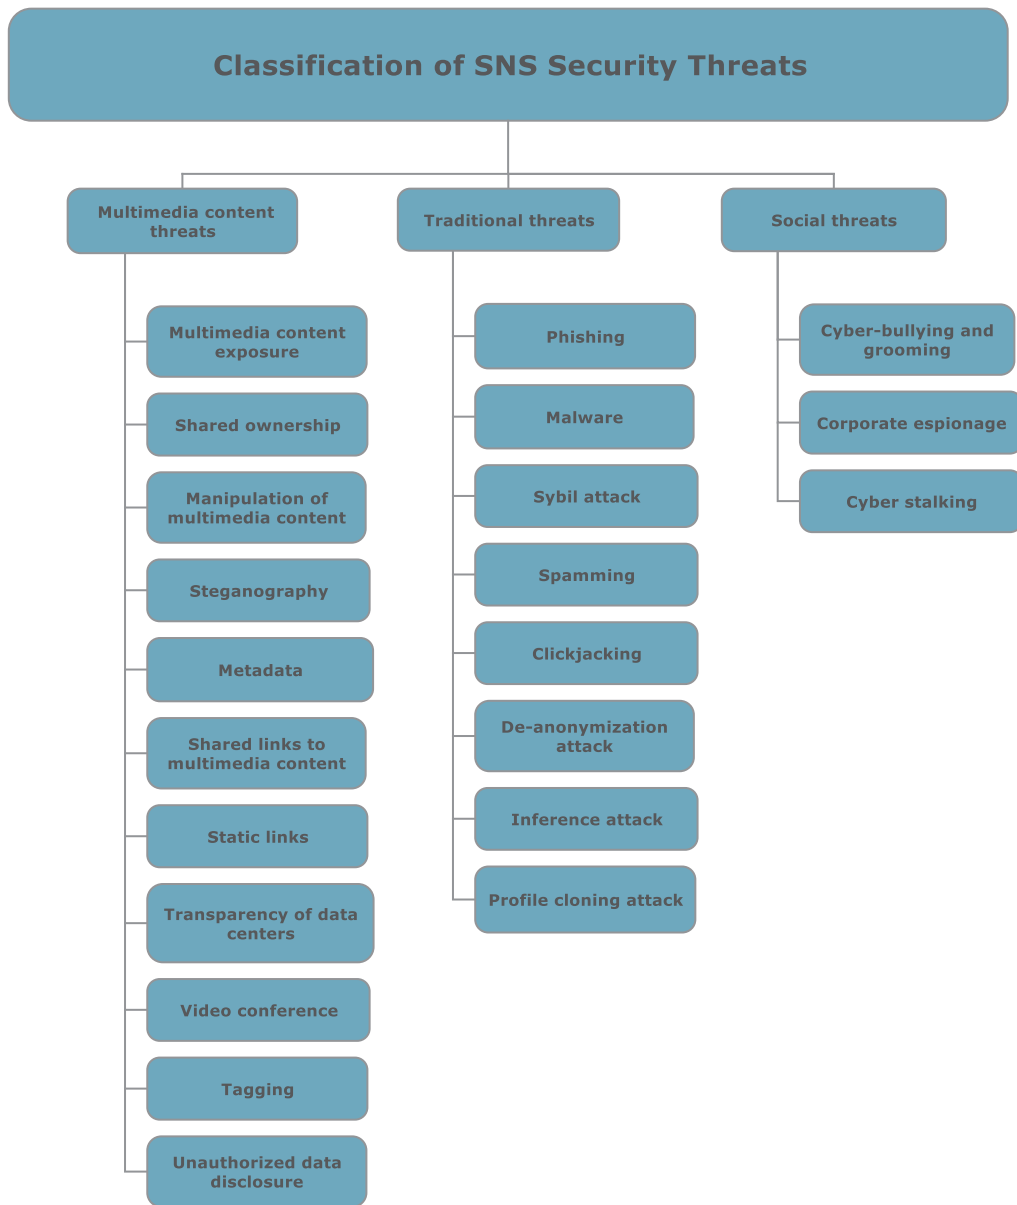 Classification of SNS Security Threats
Multimedia content
threats
Multimedia content
exposure
Shared ownership
Manipulation of
multimedia content
Steganography
Metadata
Shared links to
multimedia content
Static links
Transparency of data
centers
Video conference
Tagging
Unauthorized data
disclosure
Traditional threats
Phishing
Malware
Sybil attack
Spamming
Clickjacking
De-anonymization
attack
Inference attack
Profile cloning attack
Social threats
Cyber-bullying and
grooming
Corporate espionage
Cyber stalking